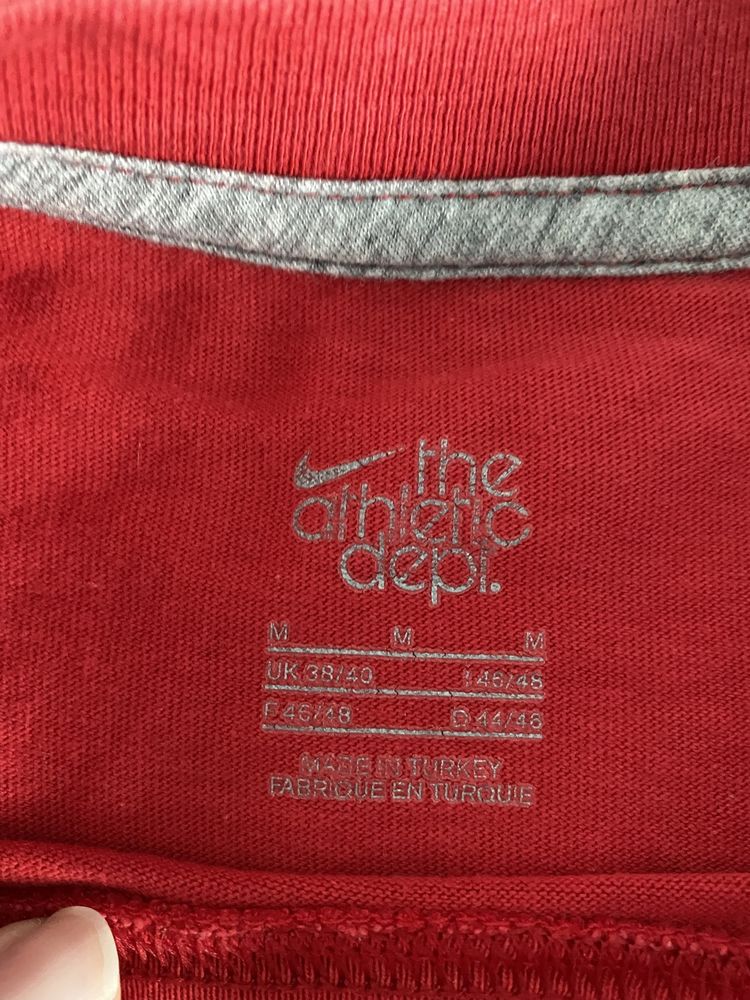 the
athletic
dept.
M M M
UK 38/40 I 46/48
F 46/48 D 44/46
MADE IN TURKEY
FABRIQUE EN TURQUIE